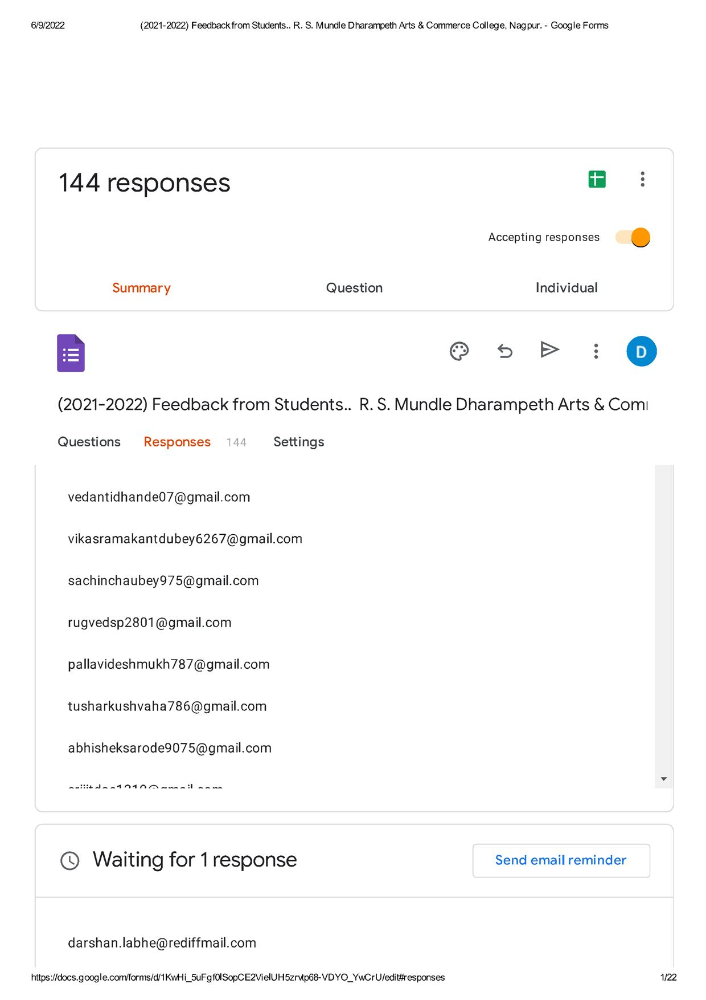 6/9/2022 (2021-2022) Feedback from Students.. R. S. Mundle Dharampeth Arts & Commerce College, Nagpur. - Google Forms
144 responses
Accepting responses
Summary Question Individual
D
(2021-2022) Feedback from Students.. R. S. Mundle Dharampeth Arts & Com
Questions Responses 144 Settings
vedantidhande07@gmail.com
vikasramakantdubey6267@gmail.com
sachinchaubey975@gmail.com
rugvedsp2801@gmail.com
pallavideshmukh787@gmail.com
tusharkushvaha786@gmail.com
abhisheksarode9075@gmail.com
Waiting for 1 response Send email reminder
darshan.labhe@rediffmail.com
https://docs.google.com/forms/d/1KwHi_5uFgf0lSopCE2VielUH5zrvtp68-VDYO_YwCrU/edit#responses 1/22